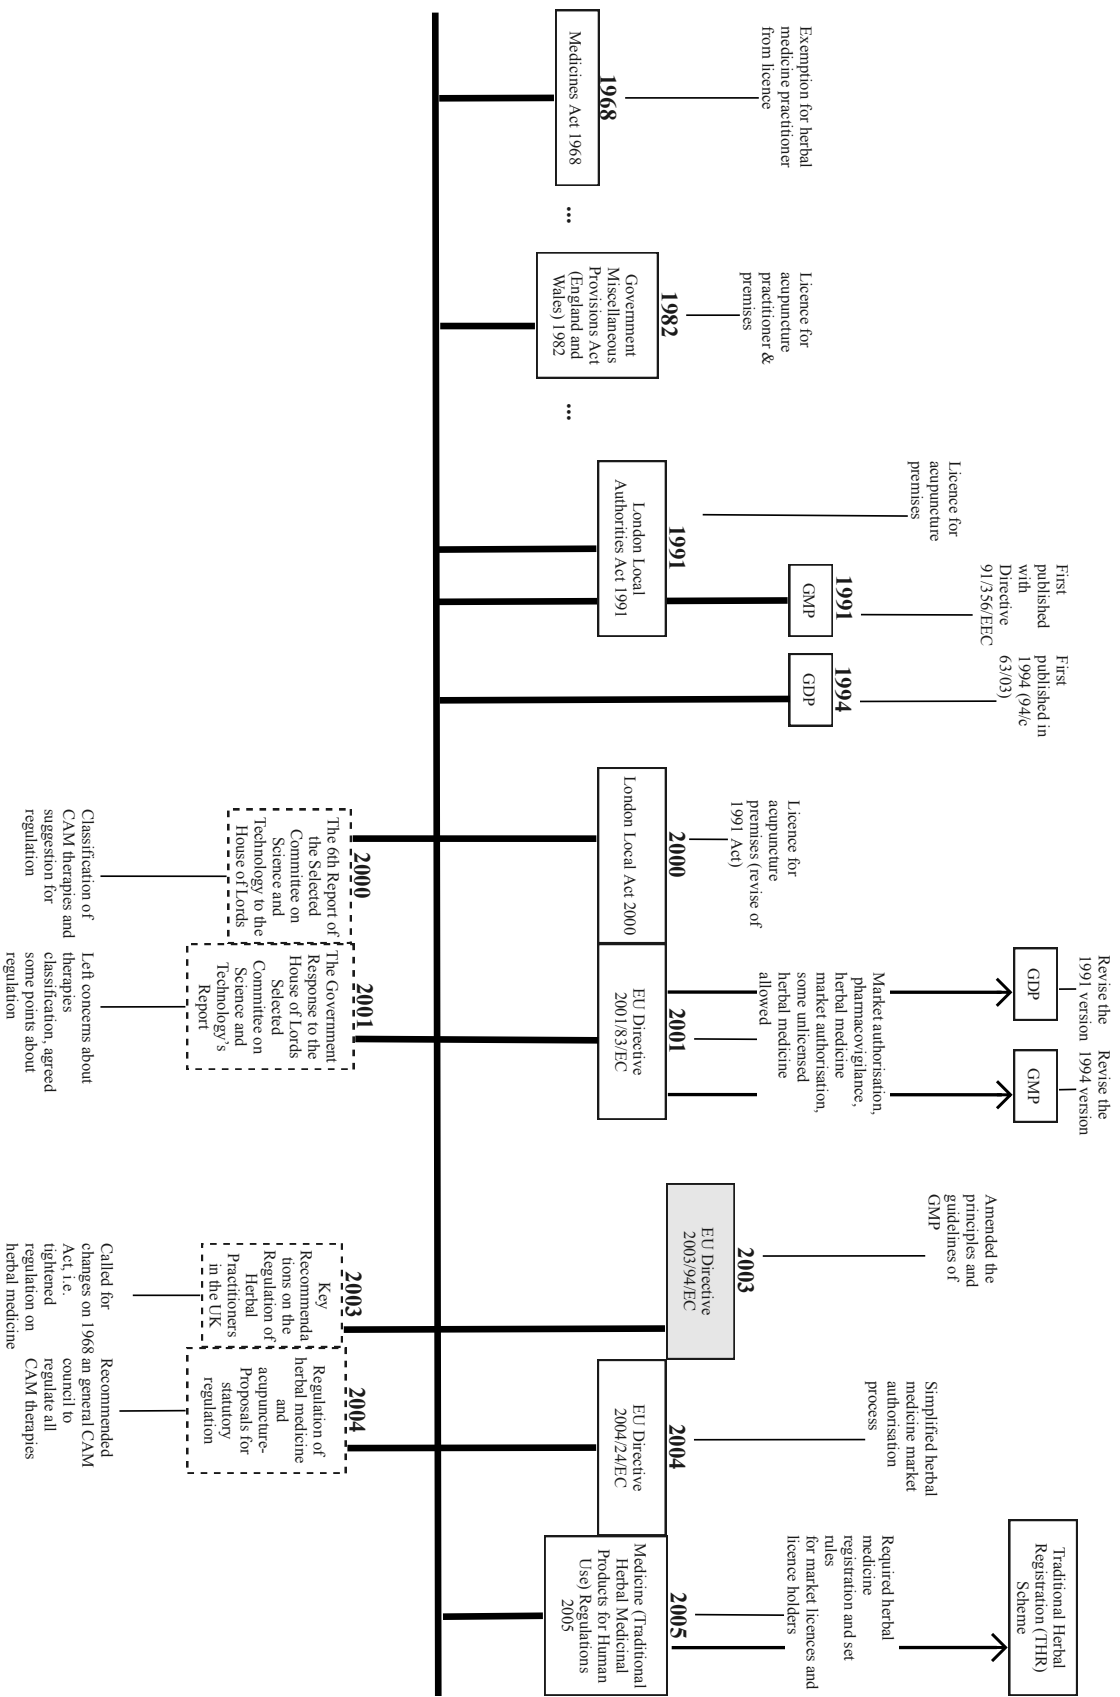 Exemption for herbal
medicine practitioner
from licence
1968
Medicines Act 1968
...
Licence for
acupuncture
practitioner &
premises
1982
Government
Miscellaneous
Provisions Act
(England and
Wales) 1982
...
Licence for
acupuncture
premises
1991
London Local
Authorities Act 1991
First
published
with
Directive
91/356/EEC
1991
GMP
First
published in
1994 (94/c
63/03)
1994
GDP
Licence for
acupuncture
premises (revise of
1991 Act)
2000
London Local Act 2000
2000
The 6th Report of
the Selected
Committee on
Science and
Technology to the
House of Lords
Classification of
CAM therapies and
suggestion for
regulation
Revise the
1991 version
GDP
Revise the
1994 version
GMP
Market authorisation,
pharmacovigilance,
herbal medicine
market authorisation,
some unlicensed
herbal medicine
allowed
2001
EU Directive
2001/83/EC
2001
The Government
Response to the
House of Lords
Selected
Committee on
Science and
Technology's
Report
Left concerns about
therapies
classification, agreed
some points about
regulation
Amended the
principles and
guidelines of
GMP
2003
EU Directive
2003/94/EC
2003
Key
Recommenda
tions on the
Regulation of
Herbal
Practitioners
in the UK
Called for
changes on 1968
Act, i.e.
tightened
regulation on
herbal medicine
Simplified herbal
medicine market
authorisation
process
2004
EU Directive
2004/24/EC
2004
Regulation of
herbal medicine
and
acupuncture-
Proposals for
statutory
regulation
Recommended
an general CAM
council to
regulate all
CAM therapies
Traditional Herbal
Registration (THR)
Scheme
Required herbal
medicine
registration and set
rules
for market licences and
licence holders
2005
Medicine (Traditional
Herbal Medicinal
Products for Human
Use) Regulations
2005